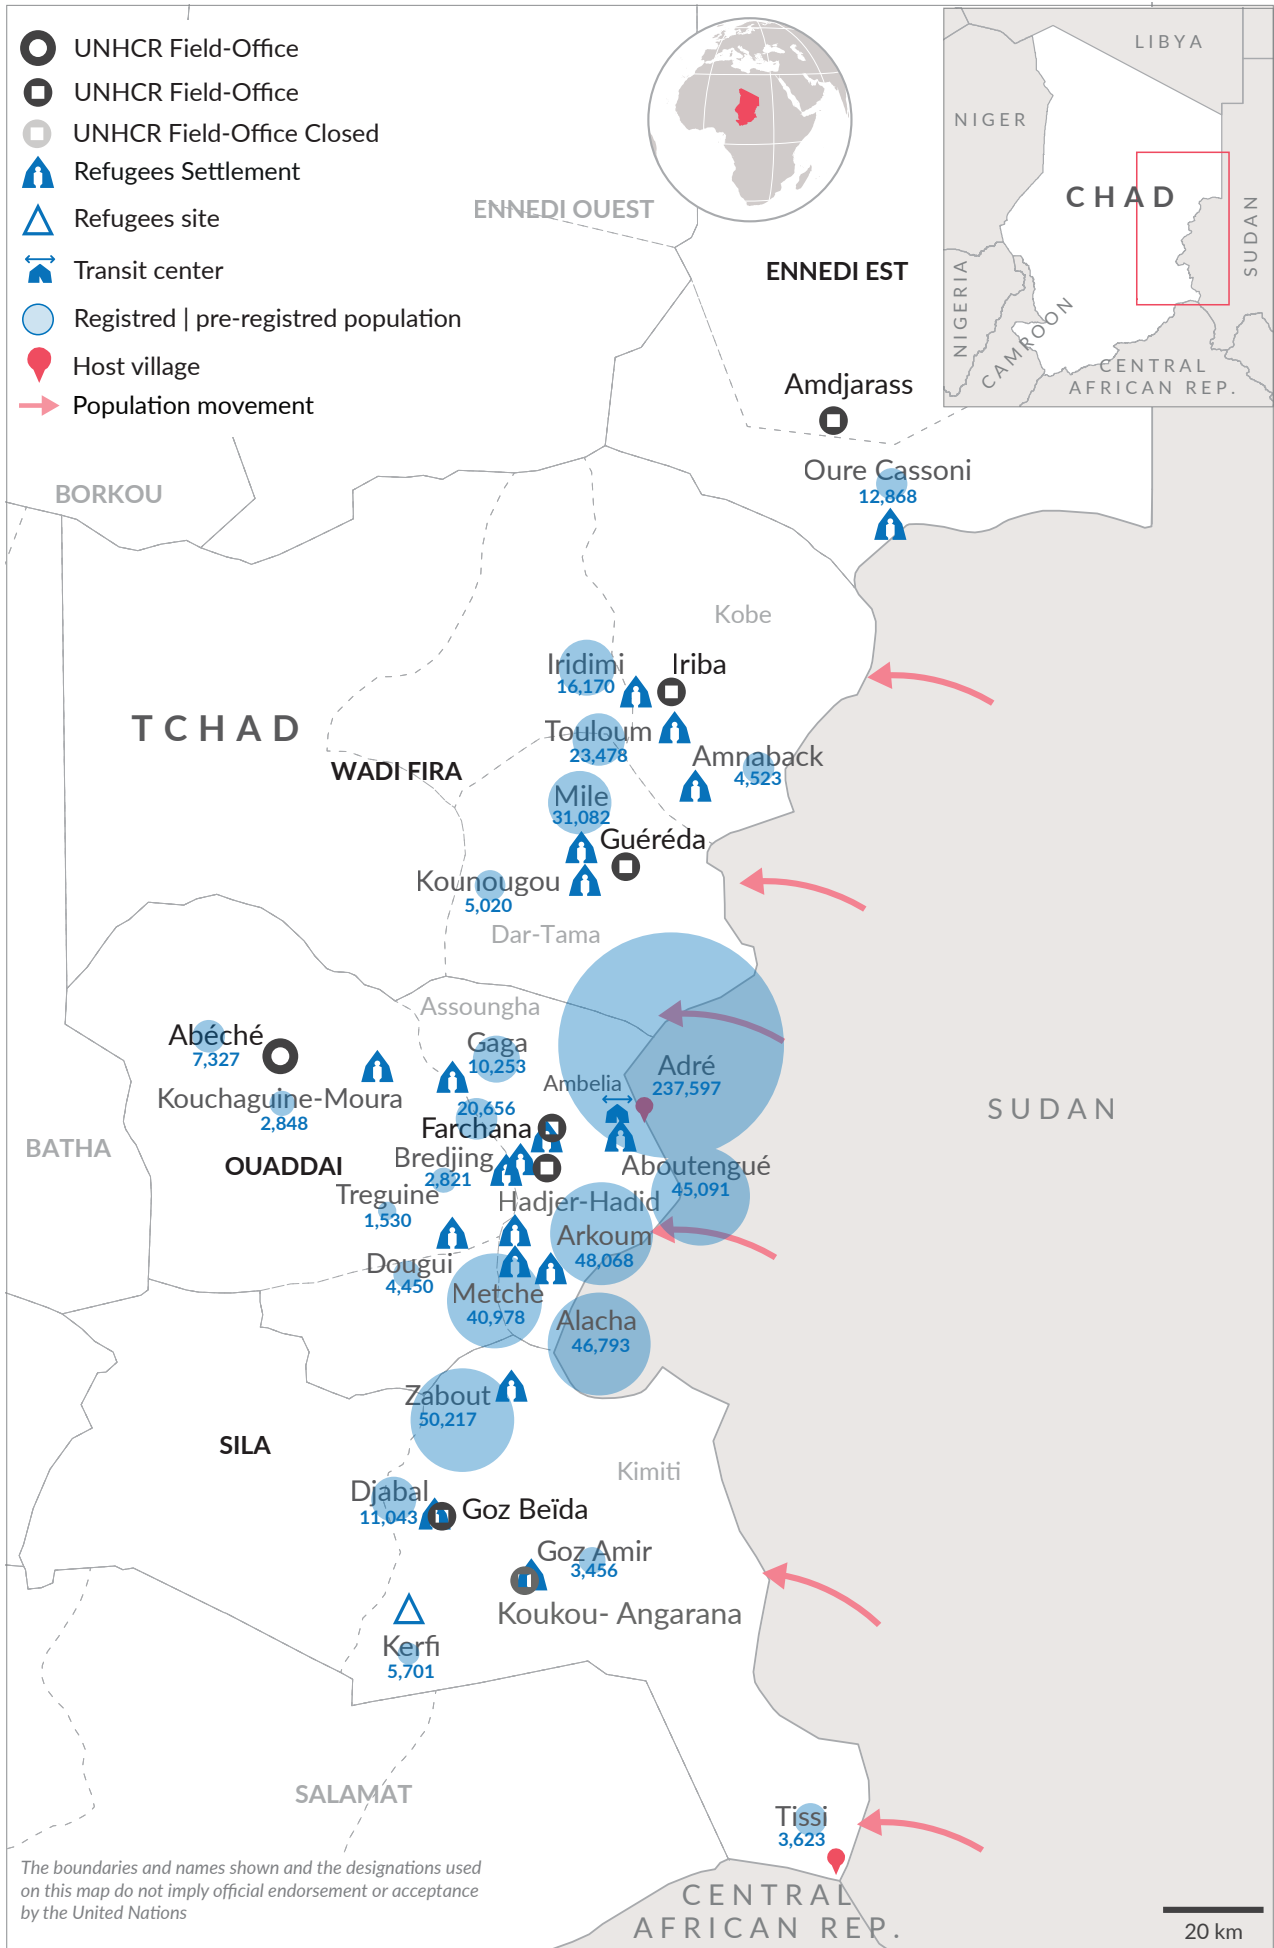 UNHCR Field-Office
UNHCR Field-Office
UNHCR Field-Office Closed
Refugees Settlement
Refugees site
Transit center
Registred | pre-registred population
Host village
Population movement
LIBYA
NIGER
CHAD
SUDAN
NIGERIA
CAMROON
CENTRAL
AFRICAN REP.
ENNEDI OUEST
ENNEDI EST
Amdjarass
Oure Cassoni
12,868
BORKOU
Kobe
Iridimi
16,170
Iriba
TCHAD
Touloum
23,478
Amnaback
4,523
WADI FIRA
Mile
31,082
Guéréda
Kounougou
5,020
Dar-Tama
Assoungha
Abéché
7,327
Gaga
10,253
Adré
237,597
Ambelia
Kouchaguine-Moura
2,848
20,656
Farchana
SUDAN
BATHA
OUADDAI
Bredjing
2,821
Aboutengué
45,091
Treguine
1,530
Hadjer-Hadid
Arkoum
48,068
Dougui
4,450
Metche
40,978
Alacha
46,793
Zabout
50,217
SILA
Kimiti
Djabal
11,043
Goz Beïda
Goz Amir
3,456
Koukou- Angarana
Kerfi
5,701
SALAMAT
Tissi
3,623
The boundaries and names shown and the designations used
on this map do not imply official endorsement or acceptance
by the United Nations
CENTRAL
AFRICAN REP.
20 km